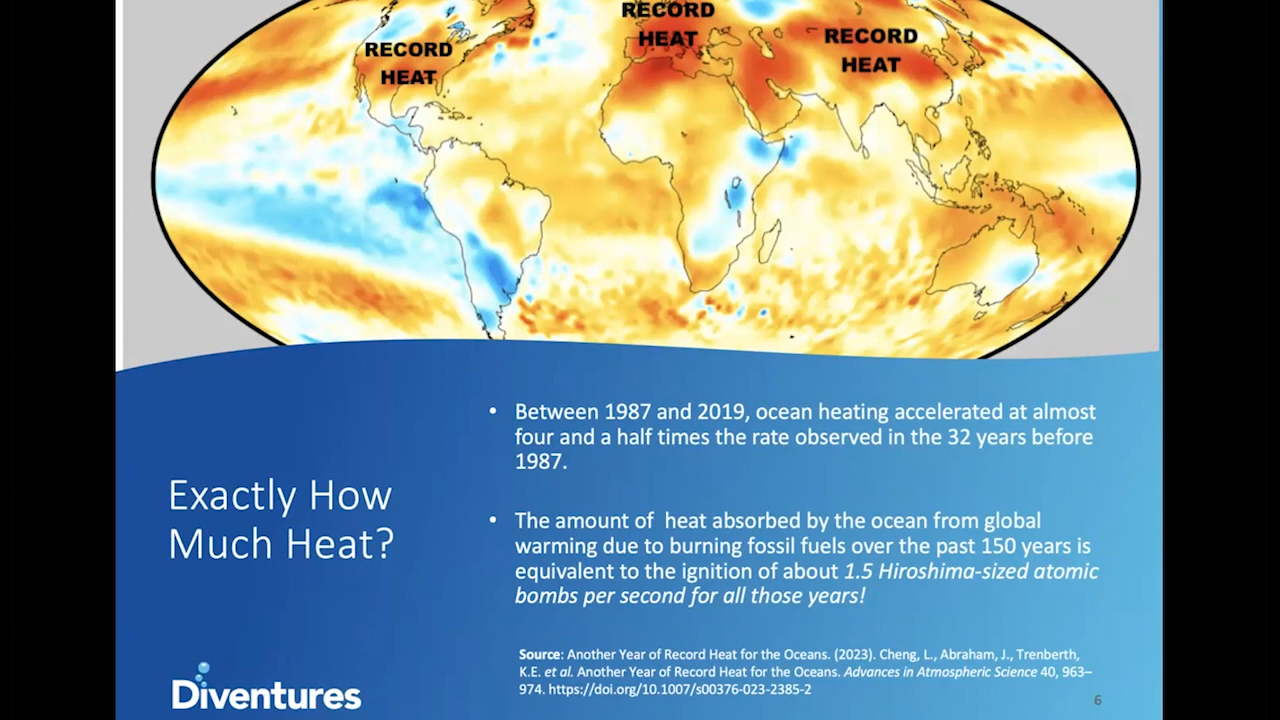 RECORD
HEAT
RECORD
HEAT
RECORD
HEAT
Exactly How
Much Heat?
• Between 1987 and 2019, ocean heating accelerated at almost
four and a half times the rate observed in the 32 years before
1987.
• The amount of  heat absorbed by the ocean from global
warming due to burning fossil fuels over the past 150 years is
equivalent to the ignition of about 1.5 Hiroshima-sized atomic
bombs per second for all those years!
Source: Another Year of Record Heat for the Oceans. (2023). Cheng, L., Abraham, J., Trenberth,
K.E. et al. Another Year of Record Heat for the Oceans. Advances in Atmospheric Science 40, 963–
974. https://doi.org/10.1007/s00376-023-2385-2
Diventures
6